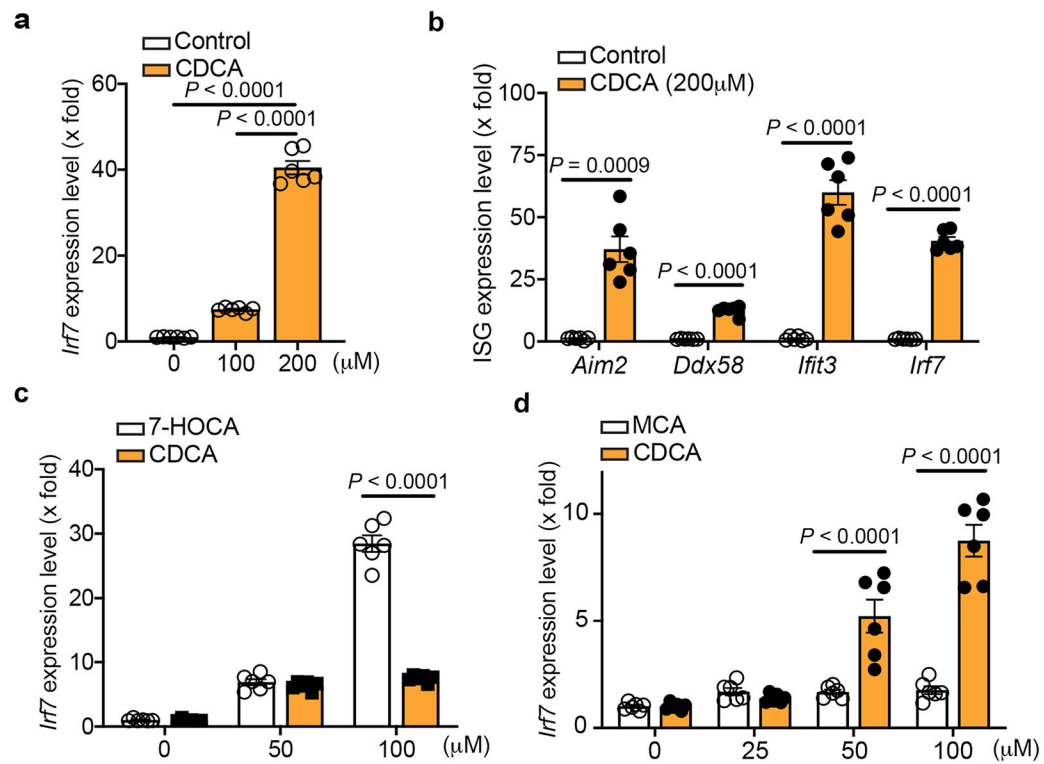 a
Control
CDCA
Irf7 expression level (x fold)
60
40
20
0
P < 0.0001
P < 0.0001
0 100 200 (μM)
b
Control
CDCA (200μM)
ISG expression level (x fold)
100
75
50
25
0
P = 0.0009
P < 0.0001
P < 0.0001
P < 0.0001
Aim2 Ddx58 Ifit3 Irf7
c
7-HOCA
CDCA
Irf7 expression level (x fold)
40
30
20
10
0
P < 0.0001
0 50 100 (μM)
d
MCA
CDCA
Irf7 expression level (x fold)
10
5
0
P < 0.0001
P < 0.0001
0 25 50 100 (μM)